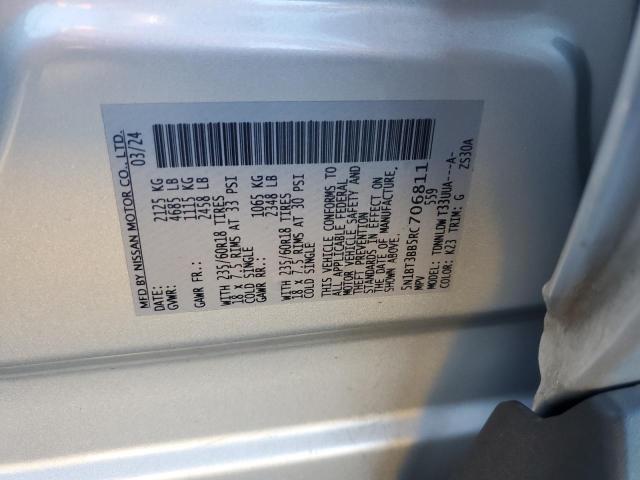 MFD BY NISSAN MOTOR CO., LTD.
DATE: 03/24
GVWR: 2125 KG
4685 LB
GAWR FR: 1115 KG
2458 LB
WITH 235/60R18 TIRES
18 X 7.5 RIMS AT 33 PSI
COLD SINGLE
GAWR RR: 1065 KG
2348 LB
WITH 235/60R18 TIRES
18 X 7.5 RIMS AT 30 PSI
COLD SINGLE
THIS VEHICLE CONFORMS TO
ALL APPLICABLE FEDERAL
MOTOR VEHICLE SAFETY AND
THEFT PREVENTION
STANDARDS IN EFFECT ON
THE DATE OF MANUFACTURE,
SHOWN ABOVE.
5N1BT3BB5RC706811
MPV 559
MODEL: TDNNLDW T33UUA---A-
COLOR: K23 TRIM: G ZS30A